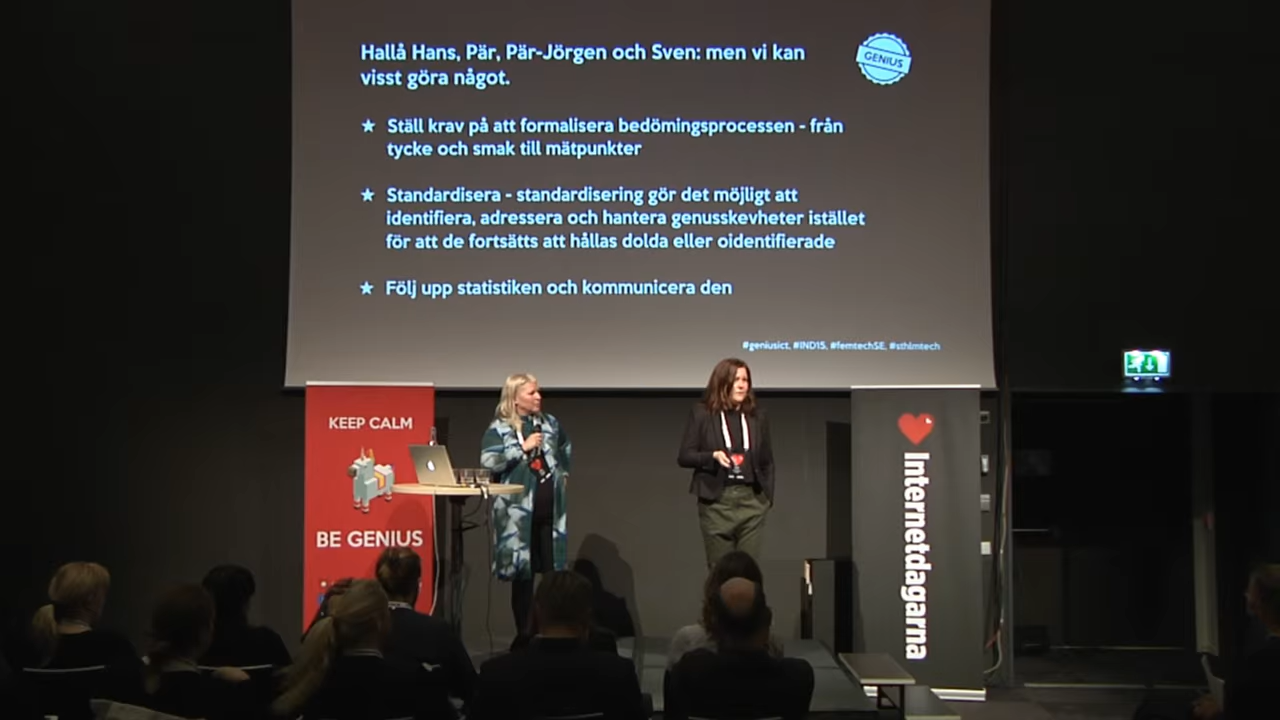 Hallå Hans, Pär, Pär-Jörgen och Sven: men vi kan
visst göra något.
GENIUS
★ Ställ krav på att formalisera bedömingsprocessen - från
tycke och smak till mätpunkter
★ Standardisera - standardisering gör det möjligt att
identifiera, adressera och hantera genusskevheter istället
för att de fortsätts att hållas dolda eller oidentifierade
★ Följ upp statistiken och kommunicera den
#geniusict, #IND15, #femtechSE, #sthlmtech
KEEP CALM
BE GENIUS
Internetdagarna